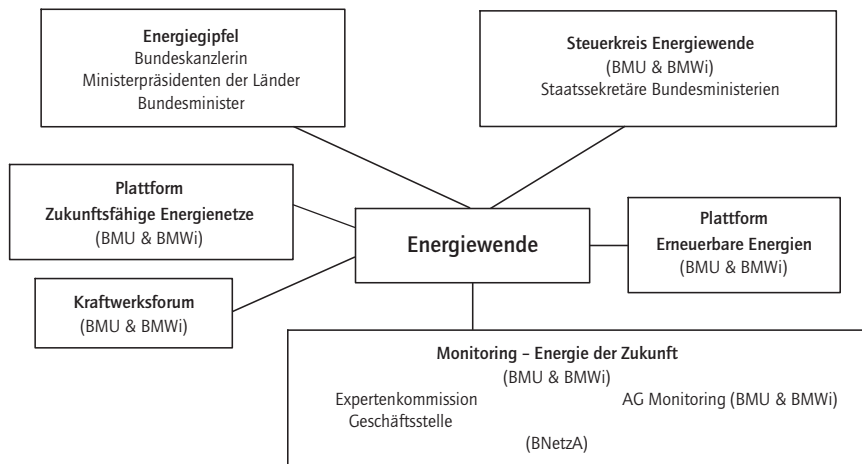 Energiegipfel
Bundeskanzlerin
Ministerpräsidenten der Länder
Bundesminister
Steuerkreis Energiewende
(BMU & BMWi)
Staatssekretäre Bundesministerien
Plattform
Zukunftsfähige Energienetze
(BMU & BMWi)
Energiewende
Plattform
Erneuerbare Energien
(BMU & BMWi)
Kraftwerksforum
(BMU & BMWi)
Monitoring – Energie der Zukunft
(BMU & BMWi)
Expertenkommission
Geschäftsstelle
AG Monitoring (BMU & BMWi)
(BNetzA)